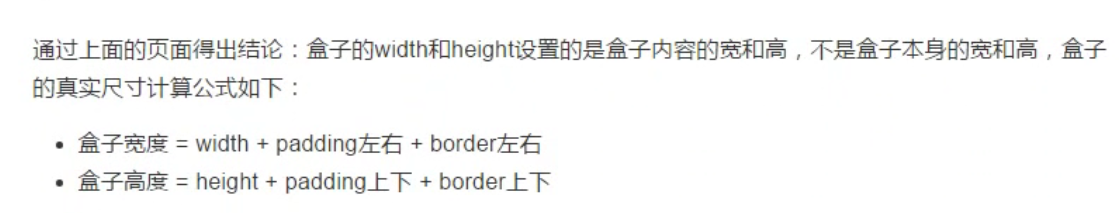 通过上面的页面得出结论：盒子的width和height设置的是盒子内容的宽和高，不是盒子本身的宽和高，盒子
的真实尺寸计算公式如下：
• 盒子宽度 = width + padding左右 + border左右
• 盒子高度 = height + padding上下 + border上下